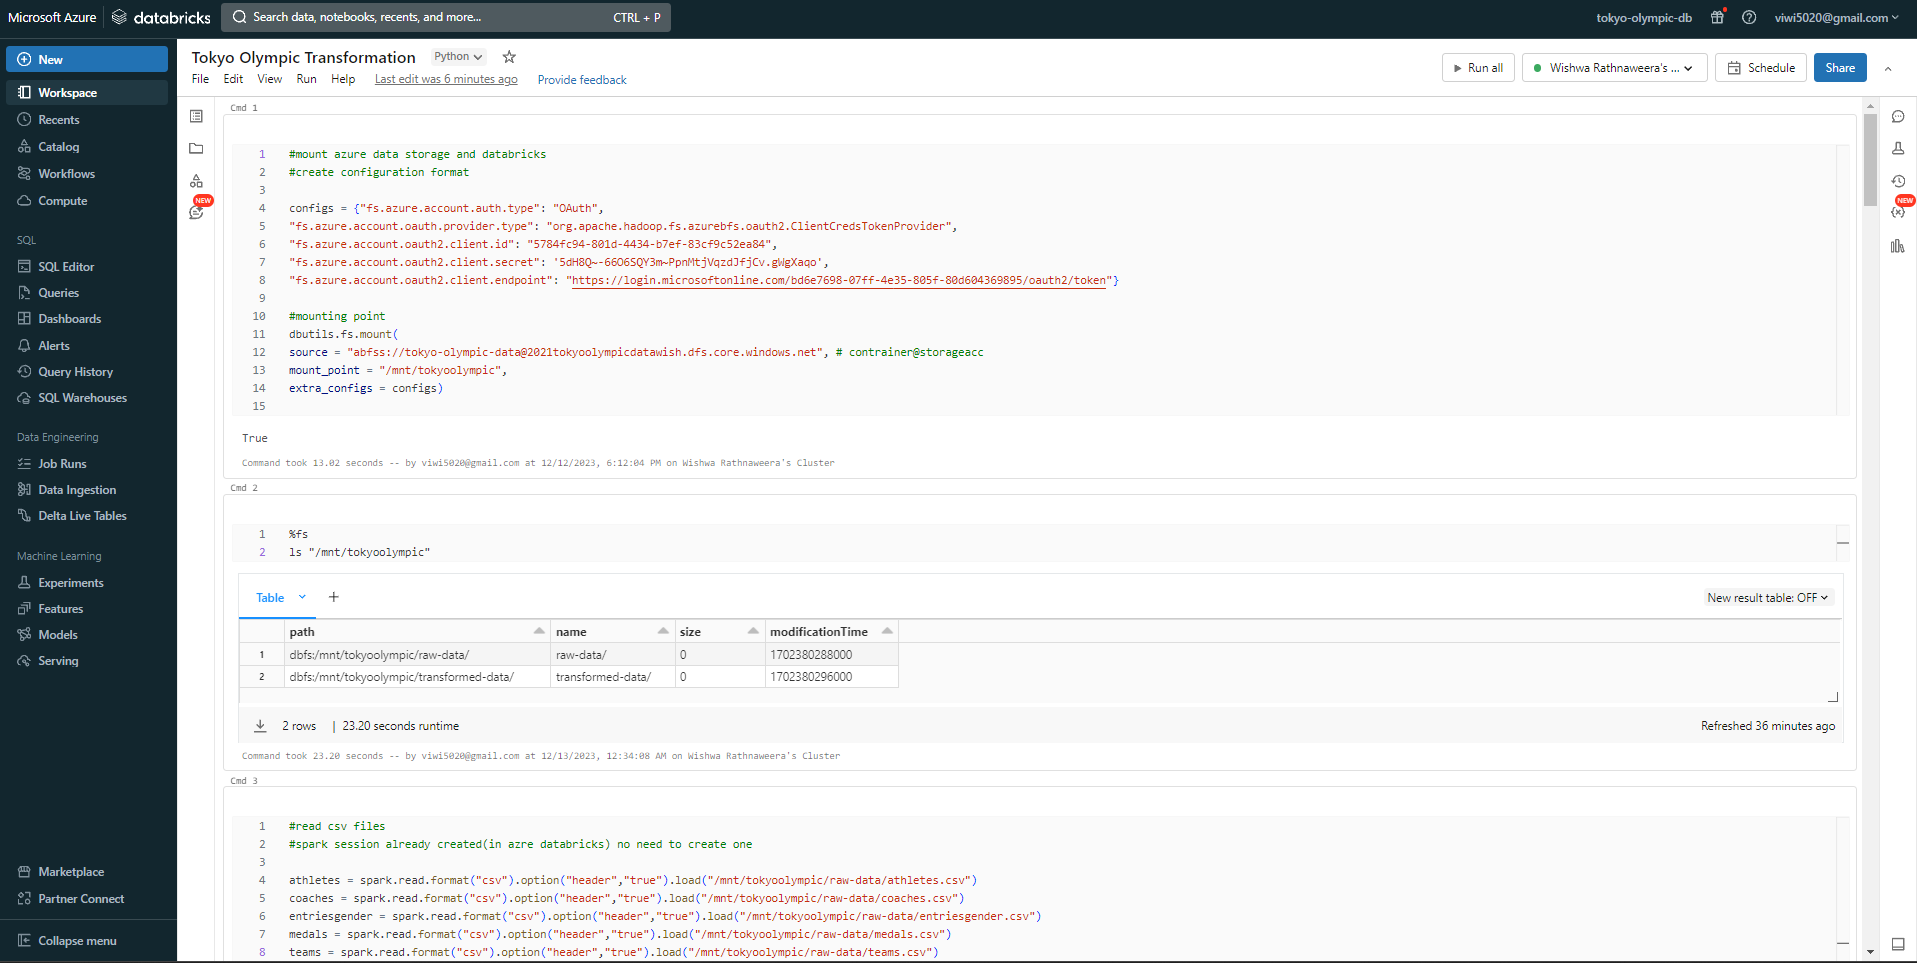 Microsoft Azure databricks Search data, notebooks, recents, and more... CTRL + P tokyo-olympic-db viwi5020@gmail.com
New
Workspace
Recents
Catalog
Workflows
Compute
SQL
SQL Editor
Queries
Dashboards
Alerts
Query History
SQL Warehouses
Data Engineering
Job Runs
Data Ingestion
Delta Live Tables
Machine Learning
Experiments
Features
Models
Serving
Marketplace
Partner Connect
Collapse menu
Tokyo Olympic Transformation Python
File Edit View Run Help Last edit was 6 minutes ago Provide feedback
Run all Wishwa Rathnaweera's ... Schedule Share
NEW
Cmd 1
1 #mount azure data storage and databricks
2 #create configuration format
3
4 configs = {"fs.azure.account.auth.type": "OAuth",
5 "fs.azure.account.oauth.provider.type": "org.apache.hadoop.fs.azurebfs.oauth2.ClientCredsTokenProvider",
6 "fs.azure.account.oauth2.client.id": "5784fc94-801d-4434-b7ef-83cf9c52ea84",
7 "fs.azure.account.oauth2.client.secret": '5dH8Q~-66O6SQY3m~PpnMtjVqzdJfjCv.gWgXaqo',
8 "fs.azure.account.oauth2.client.endpoint": "https://login.microsoftonline.com/bd6e7698-07ff-4e35-805f-80d604369895/oauth2/token"}
9
10 #mounting point
11 dbutils.fs.mount(
12 source = "abfss://tokyo-olympic-data@2021tokyoolympicdatawish.dfs.core.windows.net", # contrainer@storageacc
13 mount_point = "/mnt/tokyoolympic",
14 extra_configs = configs)
15
True
Command took 13.02 seconds -- by viwi5020@gmail.com at 12/12/2023, 6:12:04 PM on Wishwa Rathnaweera's Cluster
Cmd 2
1 %fs
2 ls "/mnt/tokyoolympic"
Table + New result table: OFF
path name size modificationTime
1 dbfs:/mnt/tokyoolympic/raw-data/ raw-data/ 0 1702380288000
2 dbfs:/mnt/tokyoolympic/transformed-data/ transformed-data/ 0 1702380296000
2 rows | 23.20 seconds runtime Refreshed 36 minutes ago
Command took 23.20 seconds -- by viwi5020@gmail.com at 12/13/2023, 12:34:08 AM on Wishwa Rathnaweera's Cluster
Cmd 3
1 #read csv files
2 #spark session already created(in azre databricks) no need to create one
3
4 athletes = spark.read.format("csv").option("header","true").load("/mnt/tokyoolympic/raw-data/athletes.csv")
5 coaches = spark.read.format("csv").option("header","true").load("/mnt/tokyoolympic/raw-data/coaches.csv")
6 entriesgender = spark.read.format("csv").option("header","true").load("/mnt/tokyoolympic/raw-data/entriesgender.csv")
7 medals = spark.read.format("csv").option("header","true").load("/mnt/tokyoolympic/raw-data/medals.csv")
8 teams = spark.read.format("csv").option("header","true").load("/mnt/tokyoolympic/raw-data/teams.csv")
NEW